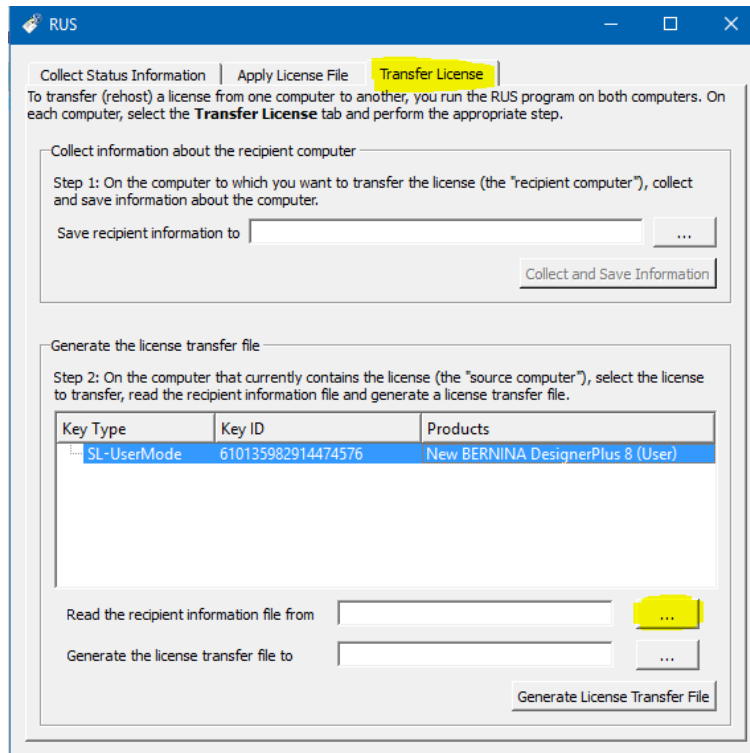 RUS
Collect Status Information Apply License File Transfer License
To transfer (rehost) a license from one computer to another, you run the RUS program on both computers. On
each computer, select the Transfer License tab and perform the appropriate step.
Collect information about the recipient computer
Step 1: On the computer to which you want to transfer the license (the "recipient computer"), collect
and save information about the computer.
Save recipient information to ...
Collect and Save Information
Generate the license transfer file
Step 2: On the computer that currently contains the license (the "source computer"), select the license
to transfer, read the recipient information file and generate a license transfer file.
Key Type Key ID Products
SL-UserMode 610135982914474576 New BERNINA DesignerPlus 8 (User)
Read the recipient information file from ...
Generate the license transfer file to ...
Generate License Transfer File